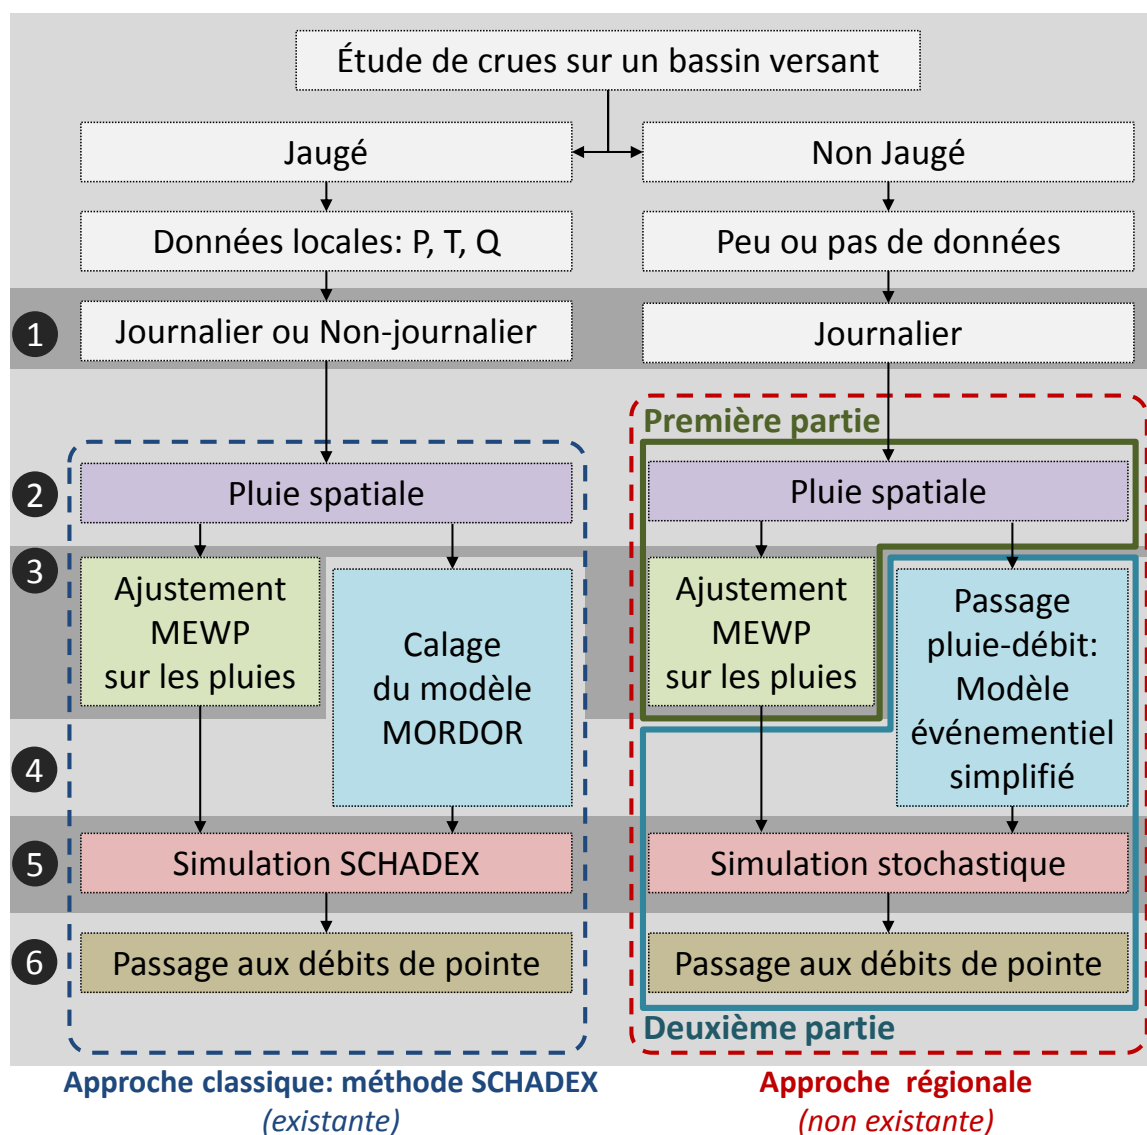 Étude de crues sur un bassin versant
Jaugé
Non Jaugé
Données locales: P, T, Q
Peu ou pas de données
1
Journalier ou Non-journalier
Journalier
Première partie
2
Pluie spatiale
Pluie spatiale
3
Ajustement
MEWP
sur les pluies
Calage
du modèle
MORDOR
Ajustement
MEWP
sur les pluies
Passage
pluie-débit:
Modèle
événementiel
simplifié
4
5
Simulation SCHADEX
Simulation stochastique
6
Passage aux débits de pointe
Passage aux débits de pointe
Deuxième partie
Approche classique: méthode SCHADEX
(existante)
Approche régionale
(non existante)